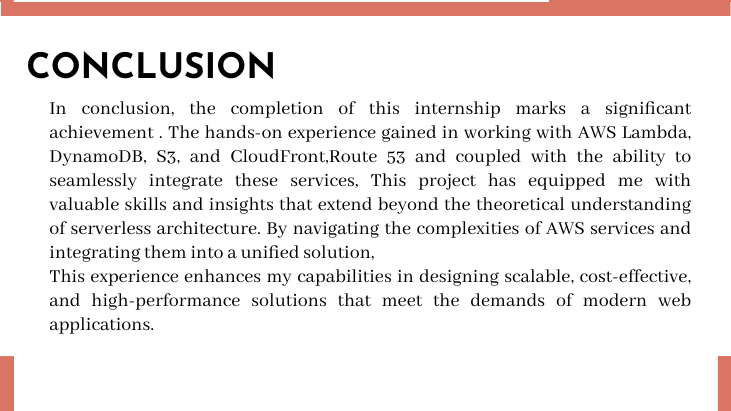 CONCLUSION
In conclusion, the completion of this internship marks a significant
achievement . The hands-on experience gained in working with AWS Lambda,
DynamoDB, S3, and CloudFront,Route 53 and coupled with the ability to
seamlessly integrate these services, This project has equipped me with
valuable skills and insights that extend beyond the theoretical understanding
of serverless architecture. By navigating the complexities of AWS services and
integrating them into a unified solution,
This experience enhances my capabilities in designing scalable, cost-effective,
and high-performance solutions that meet the demands of modern web
applications.